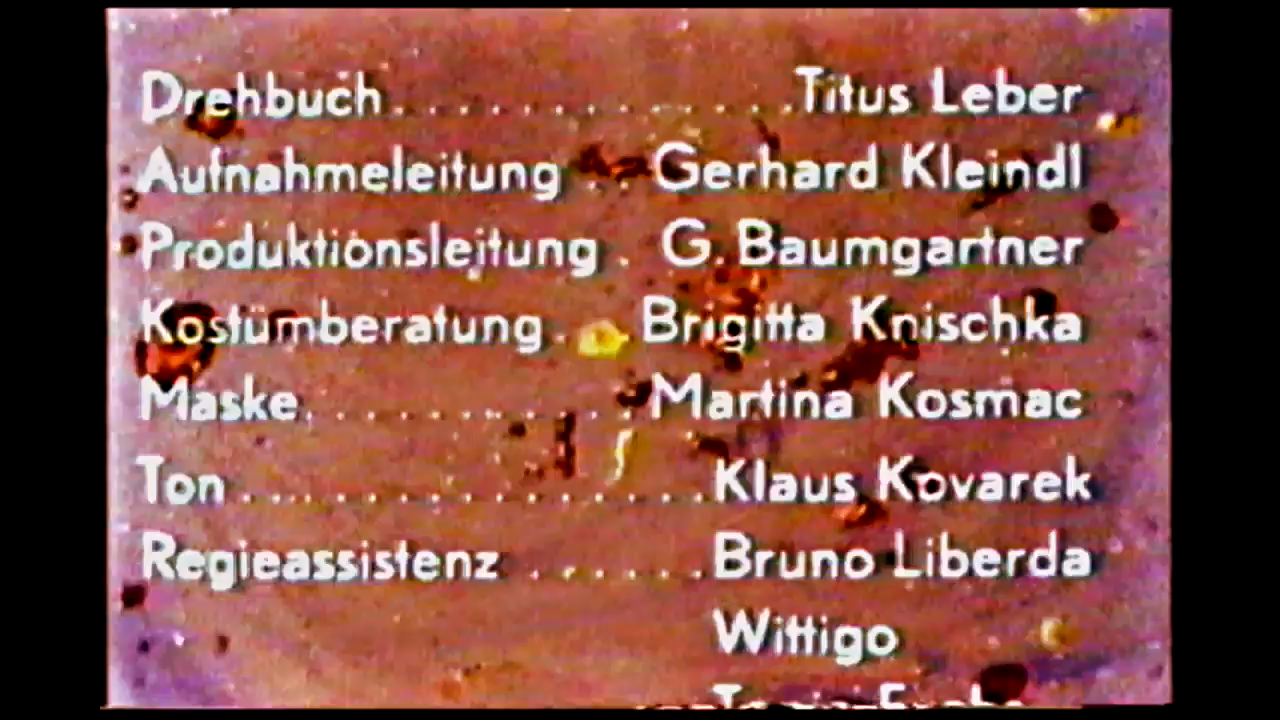 Drehbuch..............Titus Leber
Aufnahmeleitung ... Gerhard Kleindl
Produktionsleitung . G. Baumgartner
Kostümberatung . Brigitta Knischka
Maske............Martina Kosmac
Ton................Klaus Kovarek
Regieassistenz ......Bruno Liberda
Wittigo